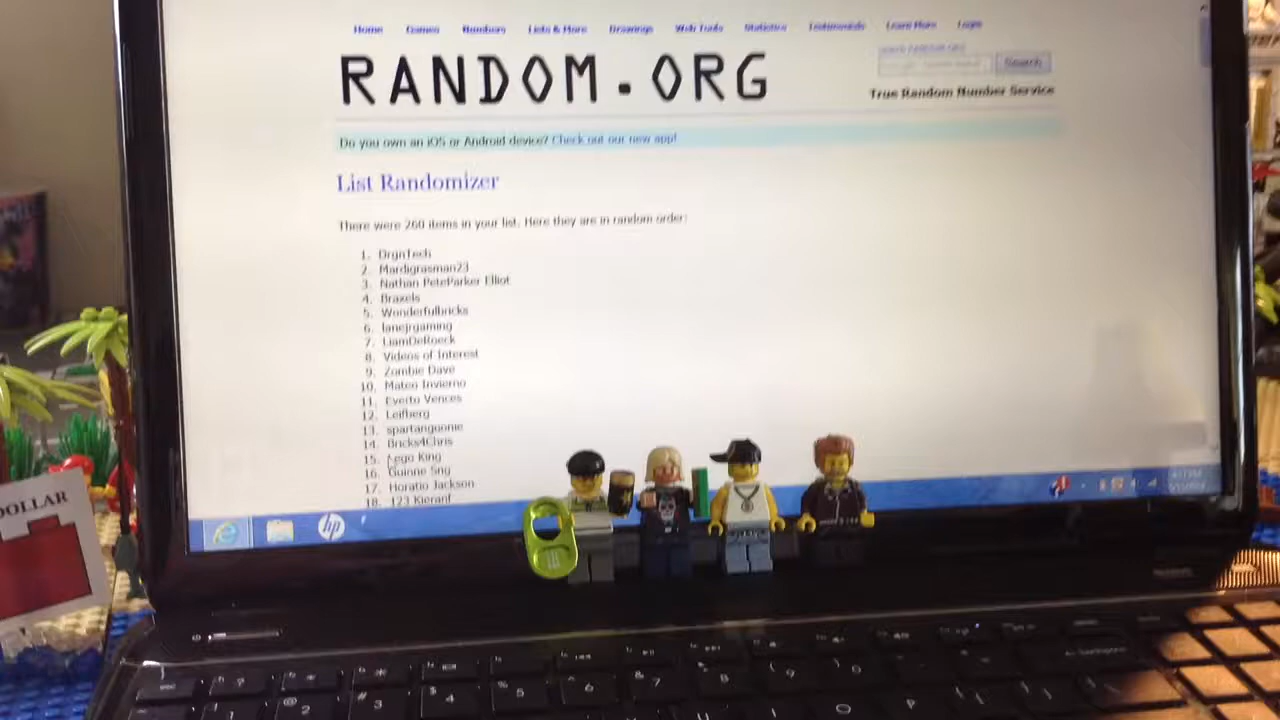 Home Games Numbers Lists & More Drawings Web Tools Statistics Testimonials Learn More Login
RANDOM.ORG
Search
True Random Number Service
Do you own an iOS or Android device? Check out our new app!
List Randomizer
There were 260 items in your list. Here they are in random order:
1. DrgnTech
2. Mardigrasman23
3. Nathan PeteParker Elliot
4. Brazels
5. Wonderfulbricks
6. lanejrgaming
7. LiamDeRoeck
8. Videos of Interest
9. Zombie Dave
10. Mateo Invierno
11. Everto Vences
12. Leifberg
13. spartangunnie
14. Bricks4Chris
15. Lego King
16. Guinne Sng
17. Horatio Jackson
18. 123 Kieranf
DOLLAR
hp